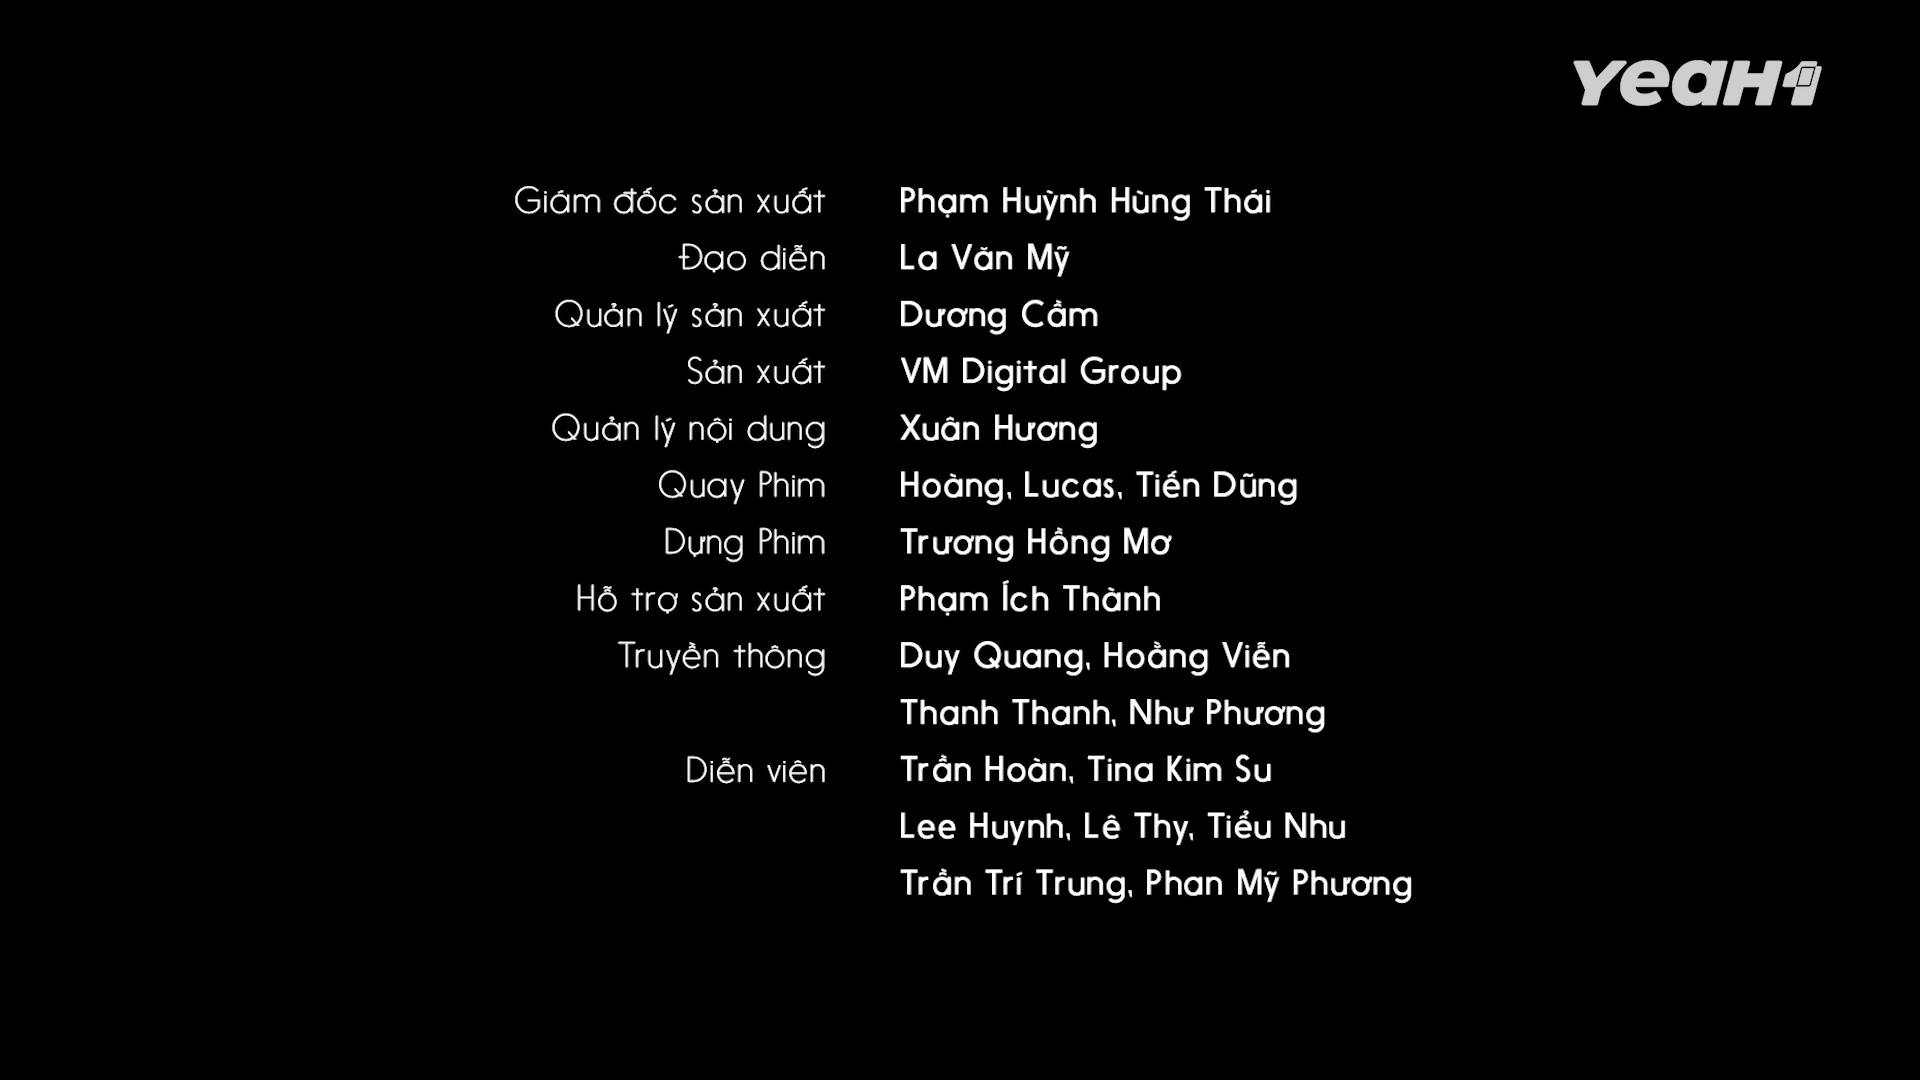 YEAH1
Giám đốc sản xuất Phạm Huỳnh Hùng Thái
Đạo diễn La Văn Mỹ
Quản lý sản xuất Dương Cầm
Sản xuất VM Digital Group
Quản lý nội dung Xuân Hương
Quay Phim Hoàng, Lucas, Tiến Dũng
Dựng Phim Trương Hồng Mơ
Hỗ trợ sản xuất Phạm Ích Thành
Truyền thông Duy Quang, Hoằng Viễn
Thanh Thanh, Như Phương
Diễn viên Trần Hoàn, Tina Kim Su
Lee Huynh, Lê Thy, Tiểu Nhu
Trần Trí Trung, Phan Mỹ Phương